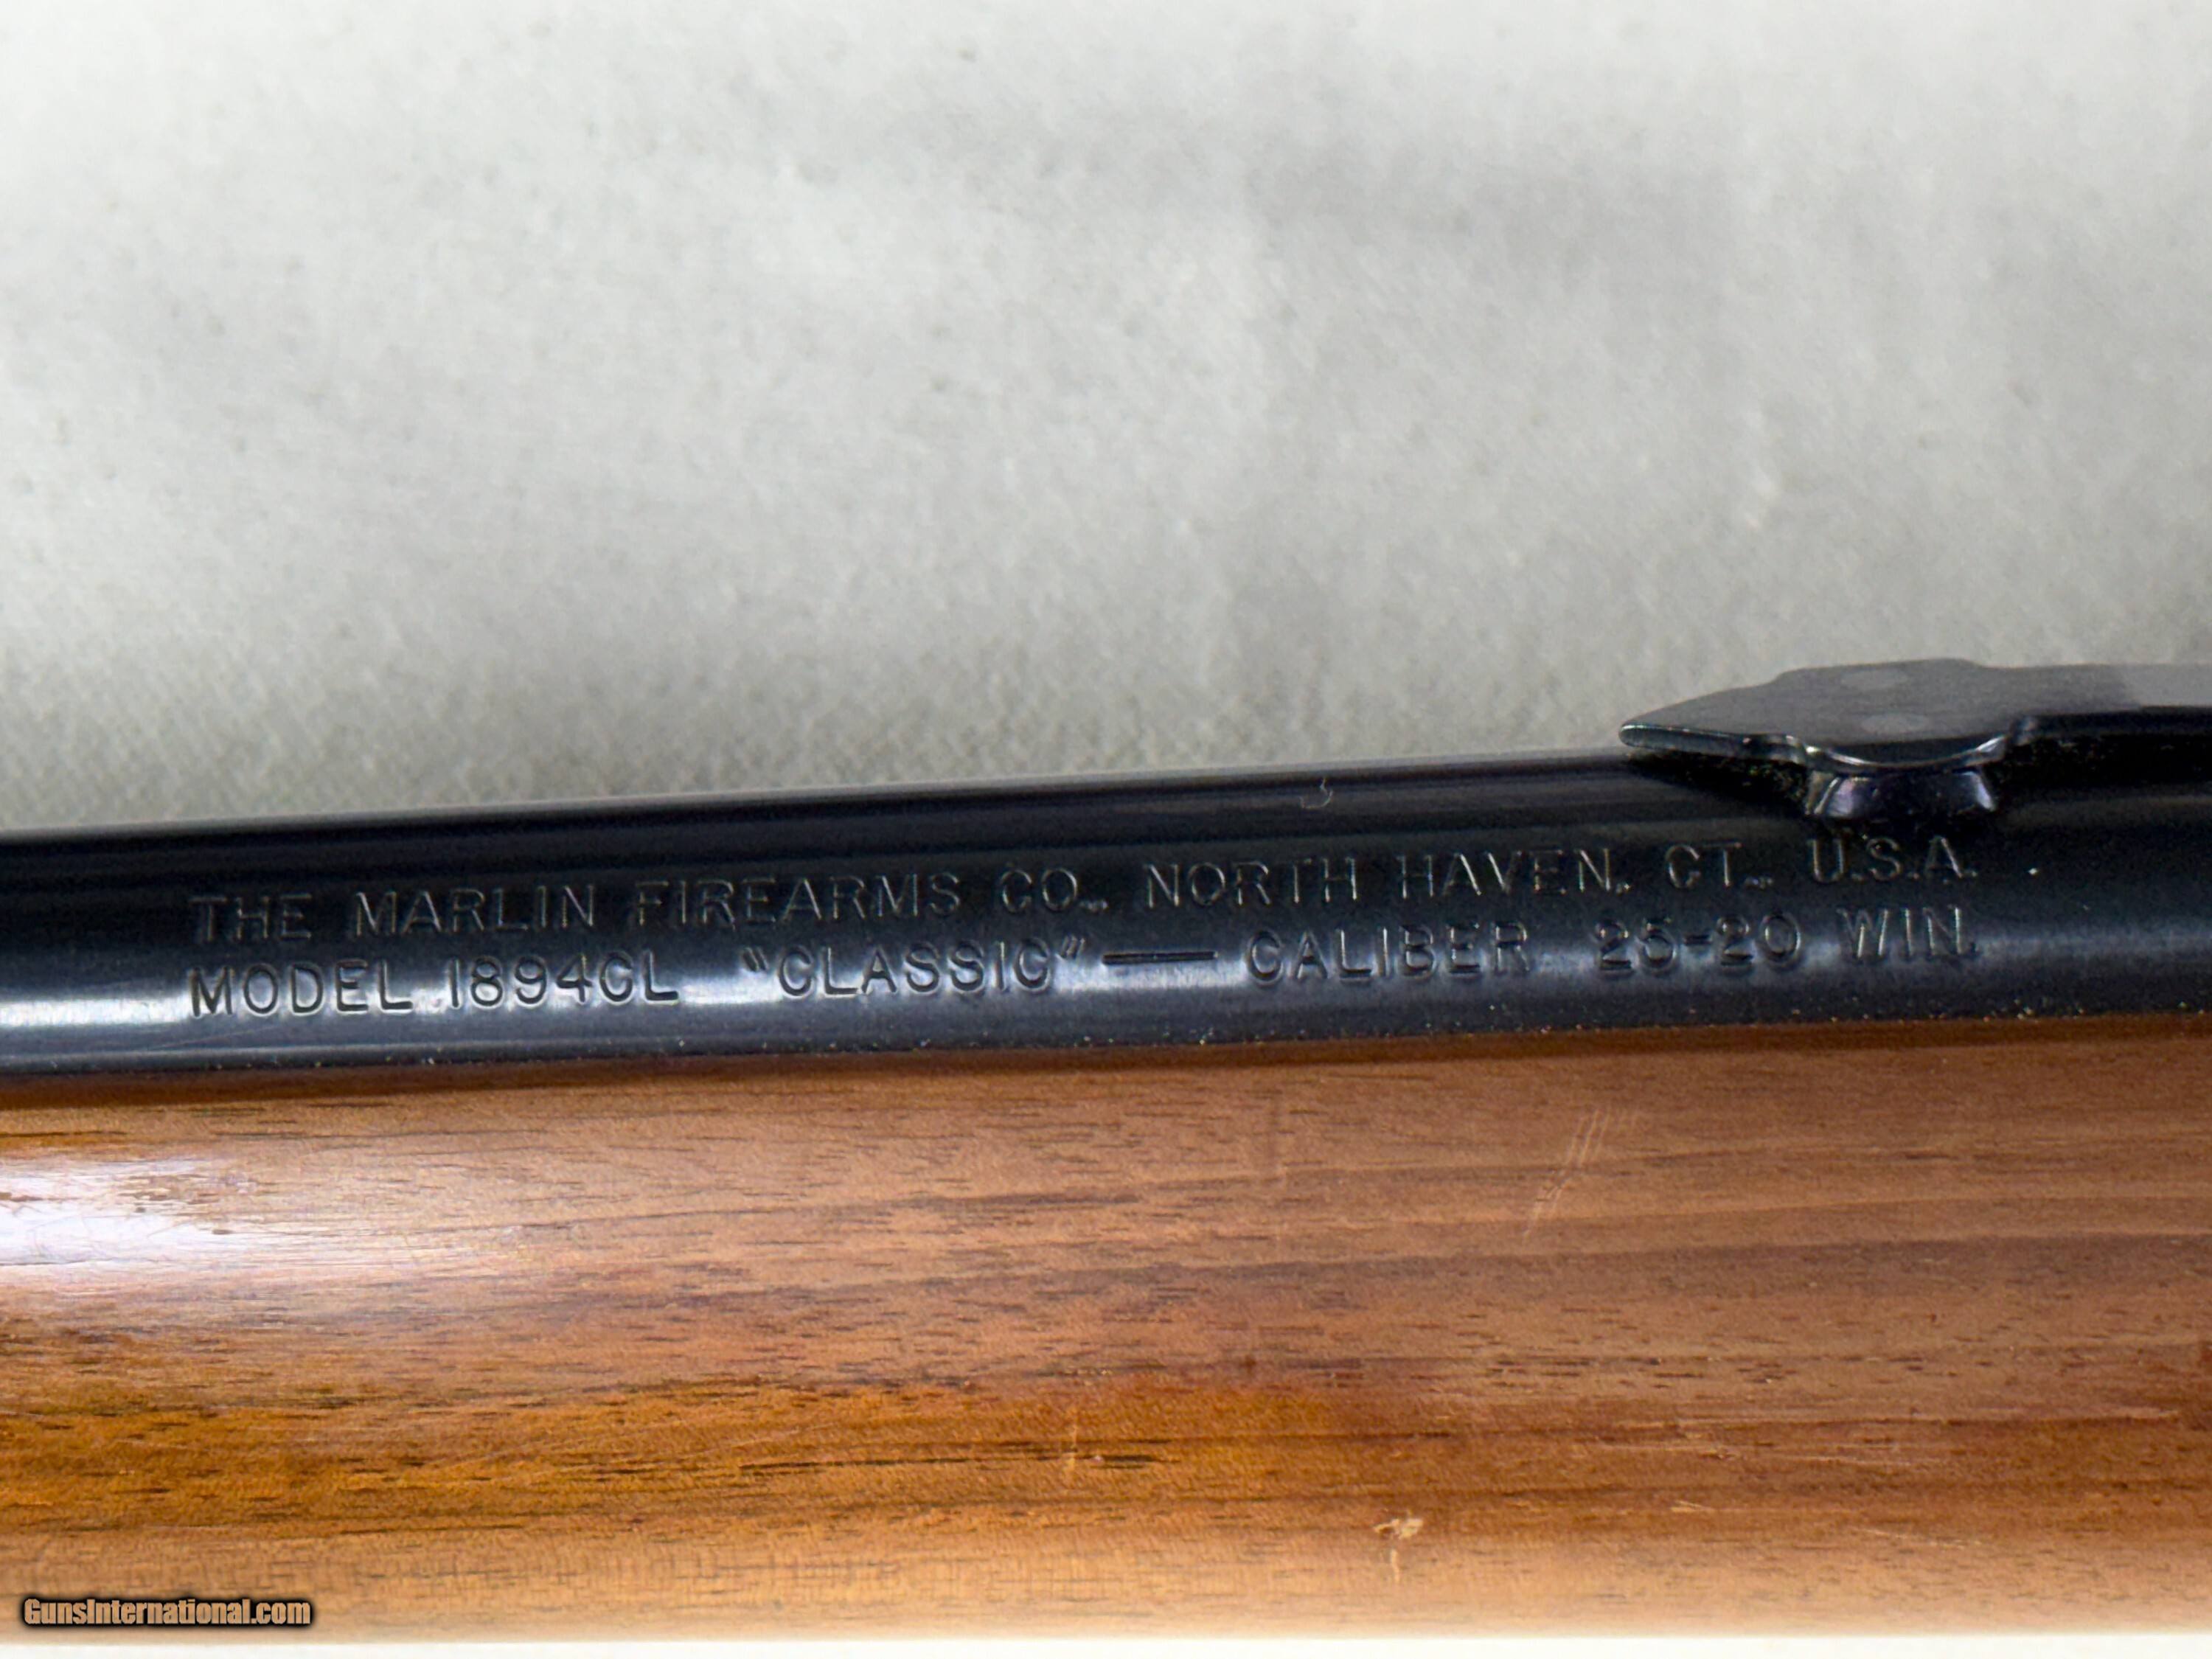 THE MARLIN FIREARMS CO., NORTH HAVEN, CT., U.S.A.
MODEL 1894CL "CLASSIC" — CALIBER 25-20 WIN.
GunsInternational.com